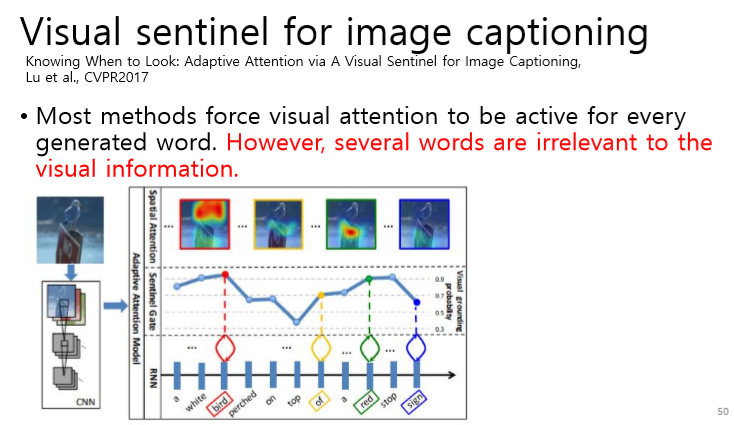 Visual sentinel for image captioning
Knowing When to Look: Adaptive Attention via A Visual Sentinel for Image Captioning,
Lu et al., CVPR2017
• Most methods force visual attention to be active for every
generated word. However, several words are irrelevant to the
visual information.
Spatial Attention
... ... ... ...
Adaptive Attention Model
Sentinel Gate
0.9
0.7
0.5
0.3
Visual grounding
probability
... ... ... ...
RNN
CNN
a white bird perched on top of a red stop sign
50